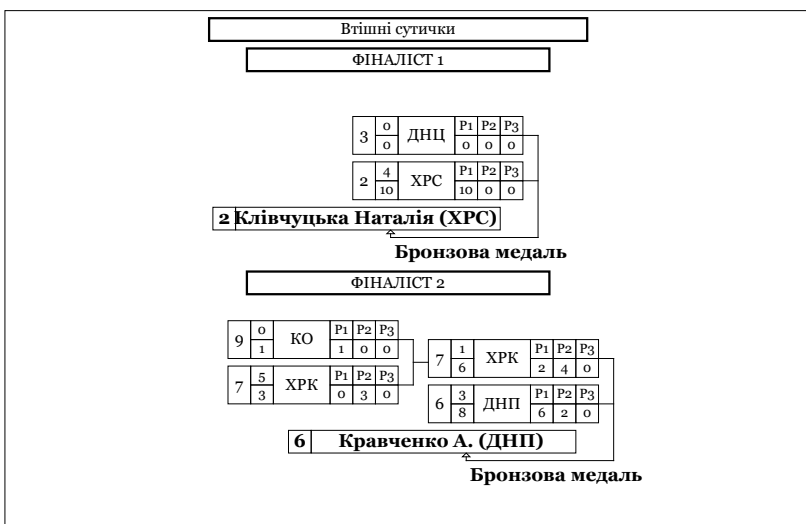 Втішні сутички
ФІНАЛІСТ 1
3 0 0 ДНЦ P1 P2 P3 0 0 0
2 4 10 ХРС P1 P2 P3 10 0 0
2 Клівчуцька Наталія (ХРС)
Бронзова медаль
ФІНАЛІСТ 2
9 0 1 КО P1 P2 P3 1 0 0
7 5 3 ХРК P1 P2 P3 0 3 0
7 1 6 ХРК P1 P2 P3 2 4 0
6 3 8 ДНП P1 P2 P3 6 2 0
6 Кравченко А. (ДНП)
Бронзова медаль